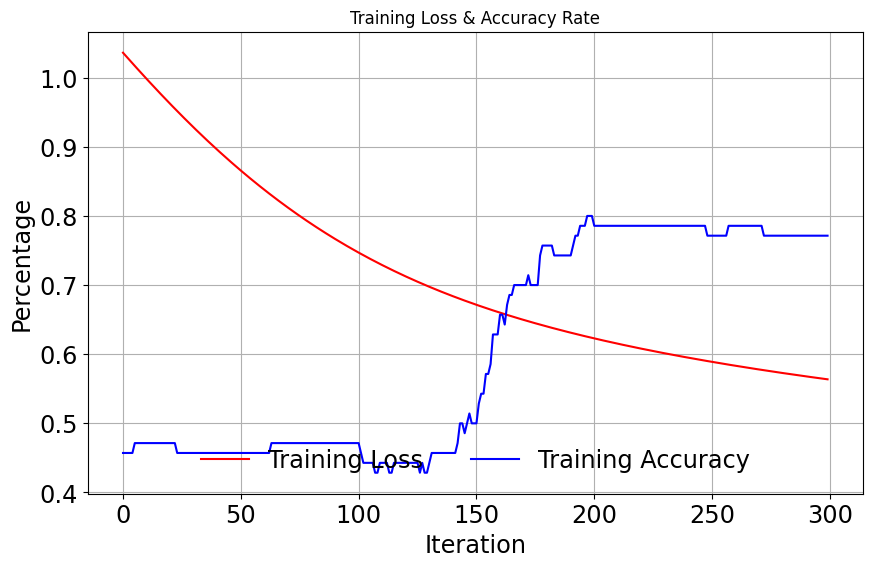 Training Loss & Accuracy Rate
Percentage
1.0
0.9
0.8
0.7
0.6
0.5
0.4
Training Loss
Training Accuracy
0 50 100 150 200 250 300
Iteration